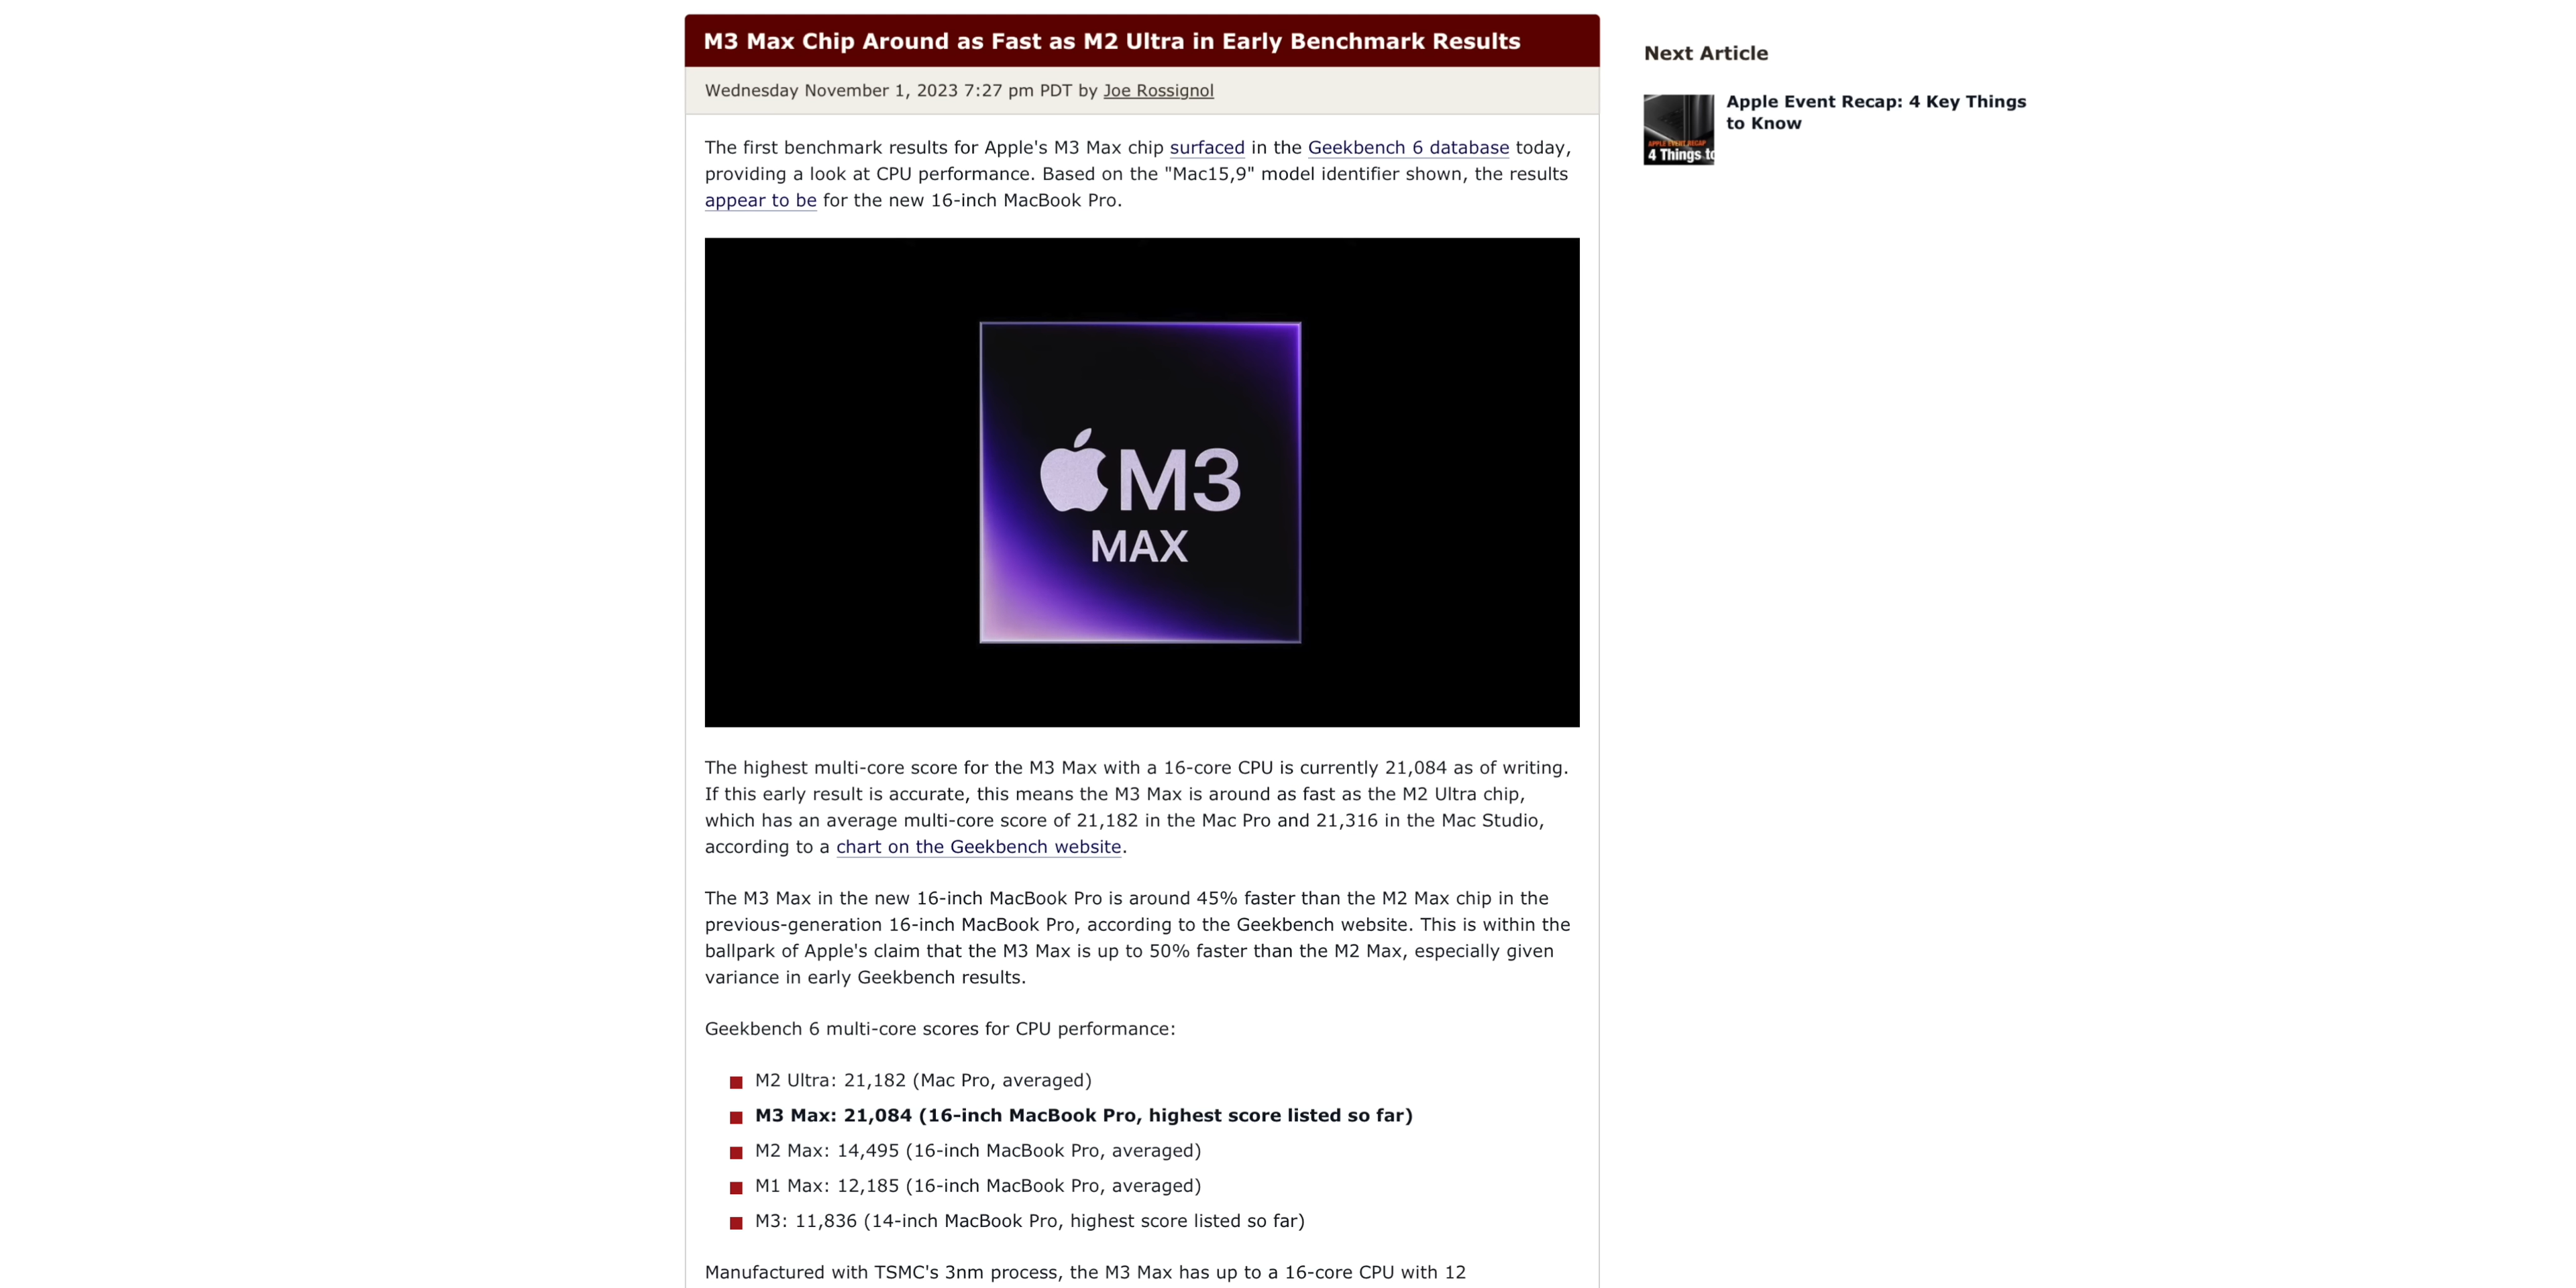 M3 Max Chip Around as Fast as M2 Ultra in Early Benchmark Results
Wednesday November 1, 2023 7:27 pm PDT by Joe Rossignol
The first benchmark results for Apple's M3 Max chip surfaced in the Geekbench 6 database today,
providing a look at CPU performance. Based on the "Mac15,9" model identifier shown, the results
appear to be for the new 16-inch MacBook Pro.
M3
MAX
The highest multi-core score for the M3 Max with a 16-core CPU is currently 21,084 as of writing.
If this early result is accurate, this means the M3 Max is around as fast as the M2 Ultra chip,
which has an average multi-core score of 21,182 in the Mac Pro and 21,316 in the Mac Studio,
according to a chart on the Geekbench website.
The M3 Max in the new 16-inch MacBook Pro is around 45% faster than the M2 Max chip in the
previous-generation 16-inch MacBook Pro, according to the Geekbench website. This is within the
ballpark of Apple's claim that the M3 Max is up to 50% faster than the M2 Max, especially given
variance in early Geekbench results.
Geekbench 6 multi-core scores for CPU performance:
M2 Ultra: 21,182 (Mac Pro, averaged)
M3 Max: 21,084 (16-inch MacBook Pro, highest score listed so far)
M2 Max: 14,495 (16-inch MacBook Pro, averaged)
M1 Max: 12,185 (16-inch MacBook Pro, averaged)
M3: 11,836 (14-inch MacBook Pro, highest score listed so far)
Manufactured with TSMC's 3nm process, the M3 Max has up to a 16-core CPU with 12
Next Article
Apple Event Recap: 4 Key Things
to Know
APPLE EVENT RECAP
4 Things to